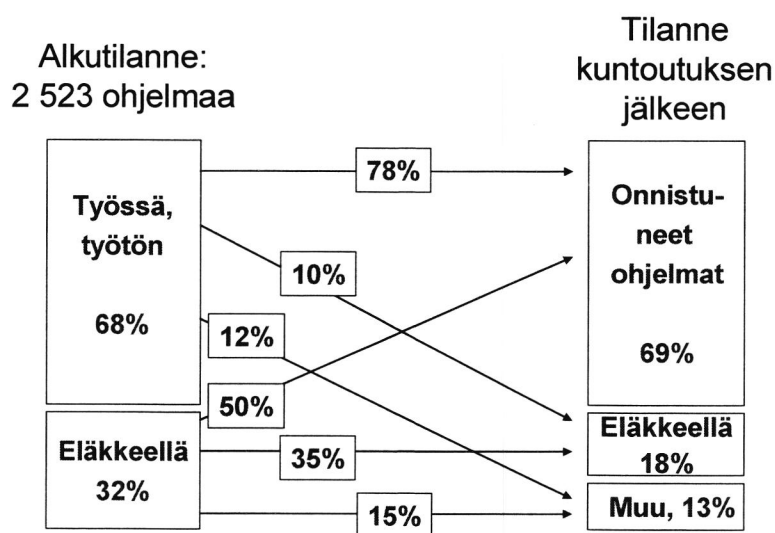 Alkutilanne:
2 523 ohjelmaa
Tilanne
kuntoutuksen
jälkeen
Työssä,
työtön
68%
Eläkkeellä
32%
78%
10%
12%
50%
35%
15%
Onnistu-
neet
ohjelmat
69%
Eläkkeellä
18%
Muu, 13%